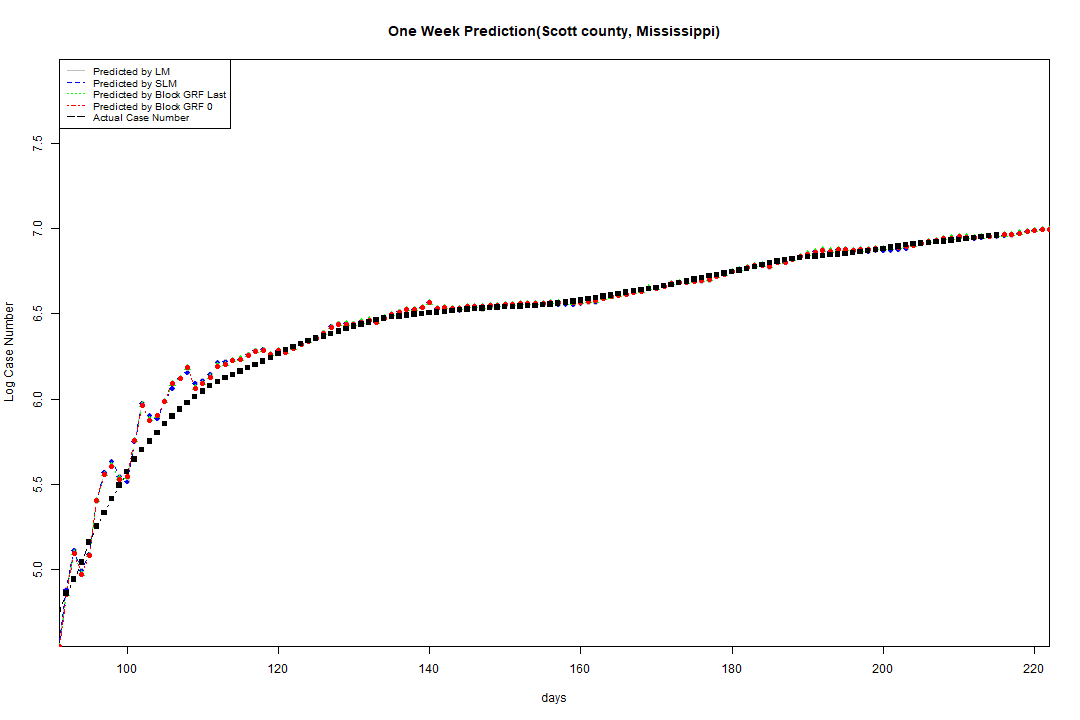 One Week Prediction(Scott county, Mississippi)
Predicted by LM
Predicted by SLM
Predicted by Block GRF Last
Predicted by Block GRF 0
Actual Case Number
7.5
7.0
6.5
6.0
5.5
5.0
Log Case Number
100 120 140 160 180 200 220
days